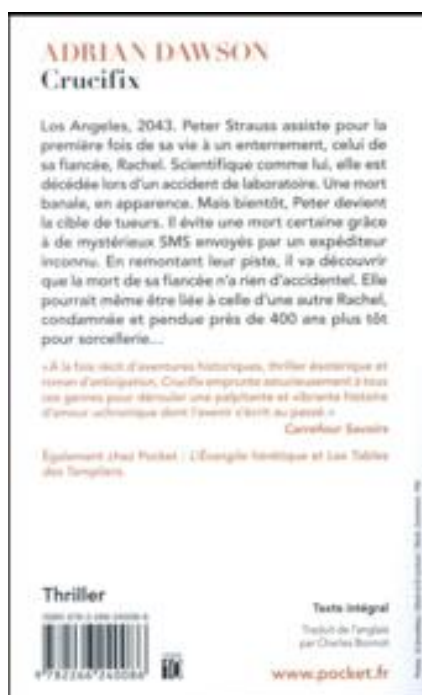 ADRIAN DAWSON
Crucifix
Los Angeles, 2043. Peter Strauss assiste pour la
première fois de sa vie à un enterrement, celui de
sa fiancée, Rachel. Scientifique comme lui, elle est
décédée lors d'un accident de laboratoire. Une mort
banale, en apparence. Mais bientôt, Peter devient
la cible de tueurs. Il évite une mort certaine grâce
à de mystérieux SMS envoyés par un expéditeur
inconnu. En remontant leur piste, il va découvrir
que la mort de sa fiancée n'a rien d'accidentel. Elle
pourrait même être liée à celle d'une autre Rachel,
condamnée et pendue près de 400 ans plus tôt
pour sorcellerie...
« À la fois récit d'aventures historiques, thriller ésotérique et
roman d'anticipation, Crucifix emprunte astucieusement à tous
ces genres pour dérouler une palpitante et vibrante histoire
d'amour uchronique dont l'avenir s'écrit au passé. »
Carrefour Savoirs
Également chez Pocket : L'Évangile hérétique et Les Tables
des Templiers.
Thriller
Texte intégral
Traduit de l'anglais
par Charles
www.pocket.fr
9 782266 240086